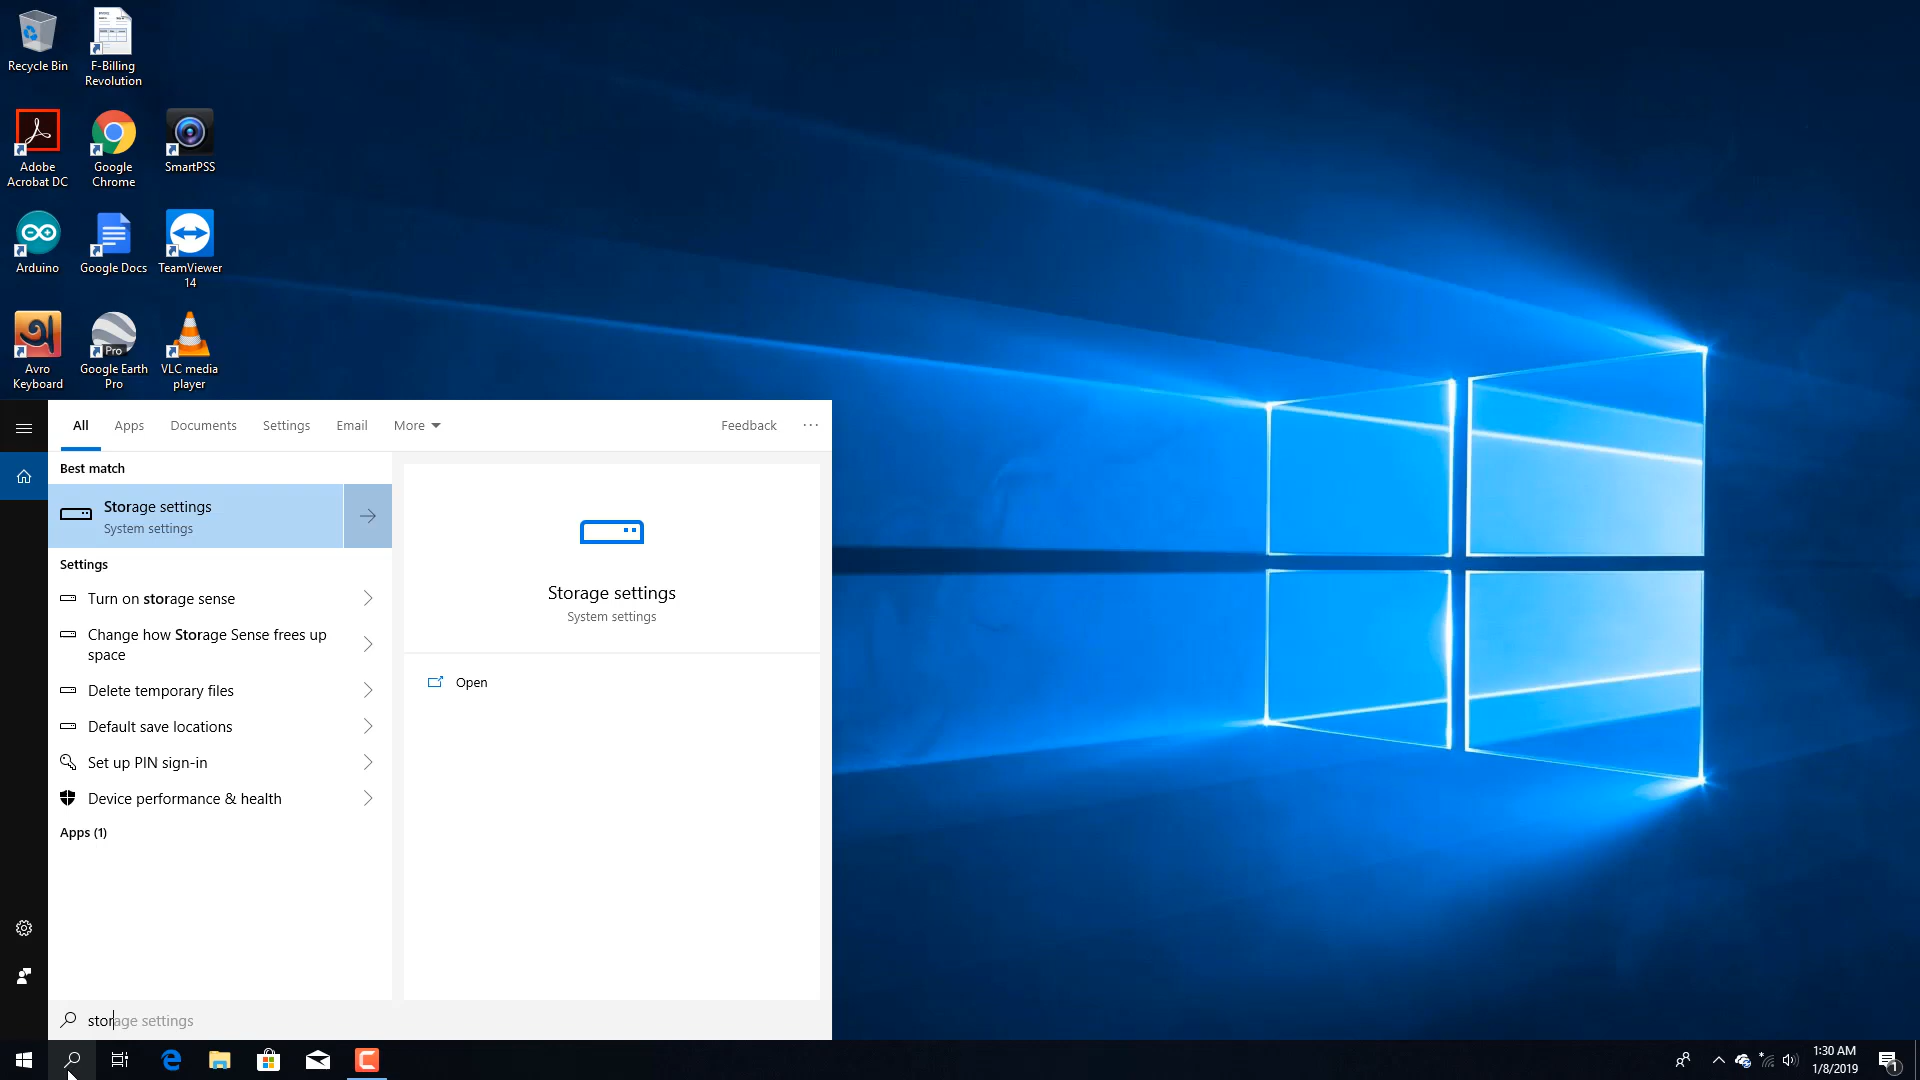 Recycle Bin
F-Billing
Revolution
Adobe
Acrobat DC
Google
Chrome
SmartPSS
Arduino
Google Docs
TeamViewer
14
Avro
Keyboard
Pro
Google Earth
Pro
VLC media
player
All
Apps
Documents
Settings
Email
More
Feedback
Best match
Storage settings
System settings
Settings
Turn on storage sense
Change how Storage Sense frees up
space
Delete temporary files
Default save locations
Set up PIN sign-in
Device performance & health
Apps (1)
Storage settings
System settings
Open
storage settings
1:30 AM
1/8/2019
1